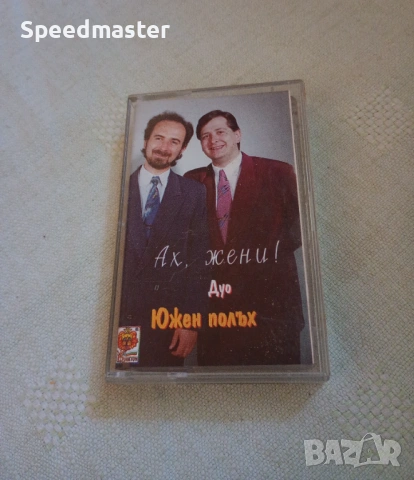 Speedmaster
Ах, жени!
Дуо
Южен полъх
BAZAR